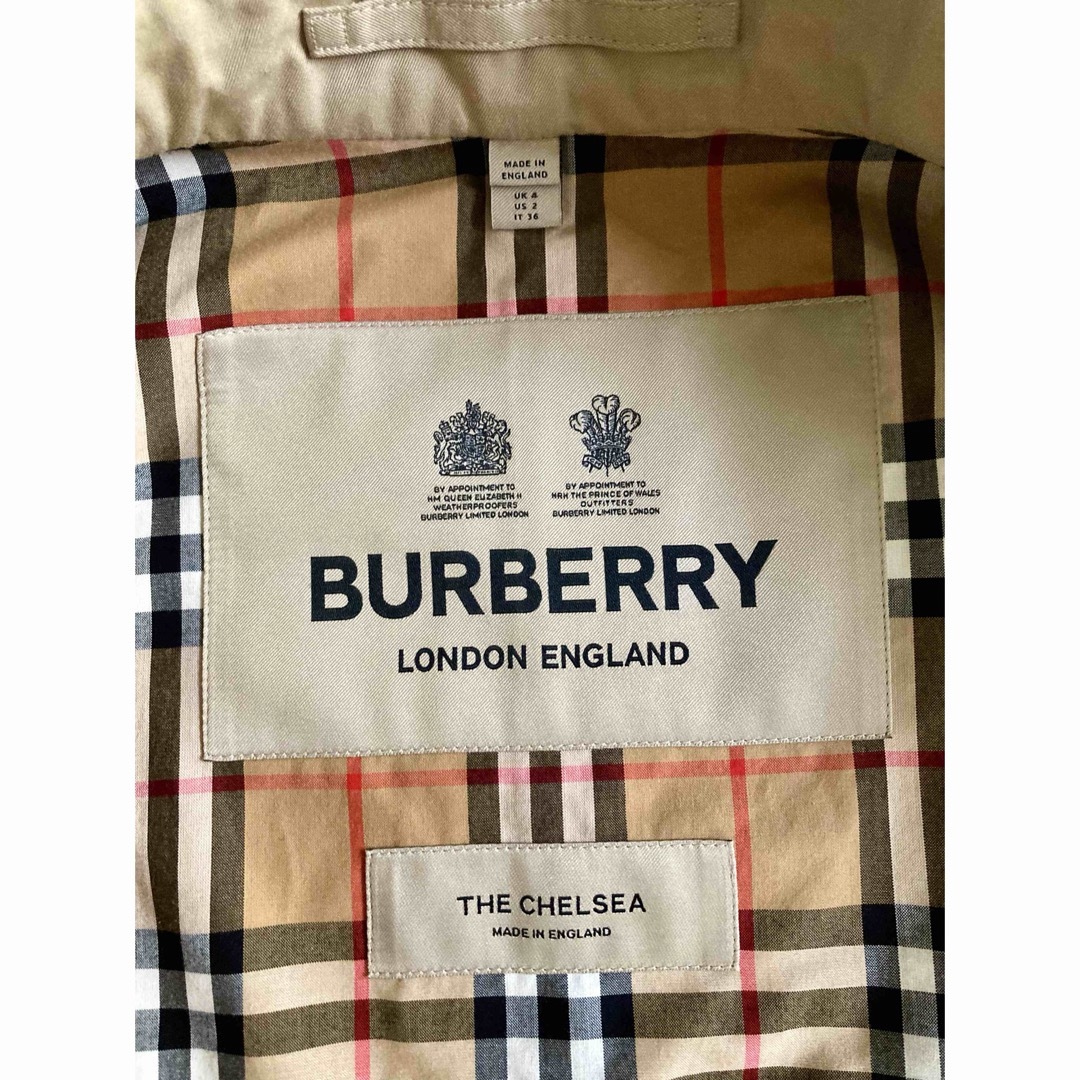 MADE IN
ENGLAND
UK 4
US 2
IT 36
BY APPOINTMENT TO
HM QUEEN ELIZABETH II
WEATHERPROOFERS
BURBERRY LIMITED LONDON
BY APPOINTMENT TO
HRH THE PRINCE OF WALES
OUTFITTERS
BURBERRY LIMITED LONDON
BURBERRY
LONDON ENGLAND
THE CHELSEA
MADE IN ENGLAND